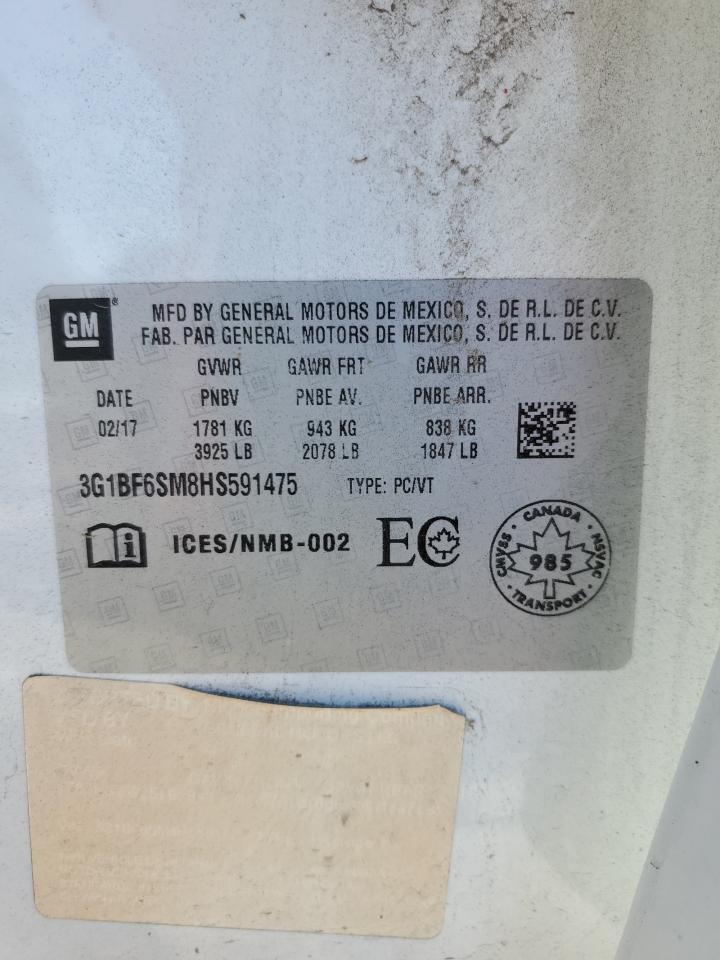 GM®
MFD BY GENERAL MOTORS DE MEXICO, S. DE R.L. DE C.V.
FAB. PAR GENERAL MOTORS DE MEXICO, S. DE R.L. DE C.V.
GVWR GAWR FRT GAWR RR
DATE PNBV PNBE AV. PNBE ARR.
02/17 1781 KG 943 KG 838 KG
3925 LB 2078 LB 1847 LB
3G1BF6SM8HS591475 TYPE: PC/VT
i ICES/NMB-002 EC
CANADA
CMVSS 985 NSVAC
TRANSPORT